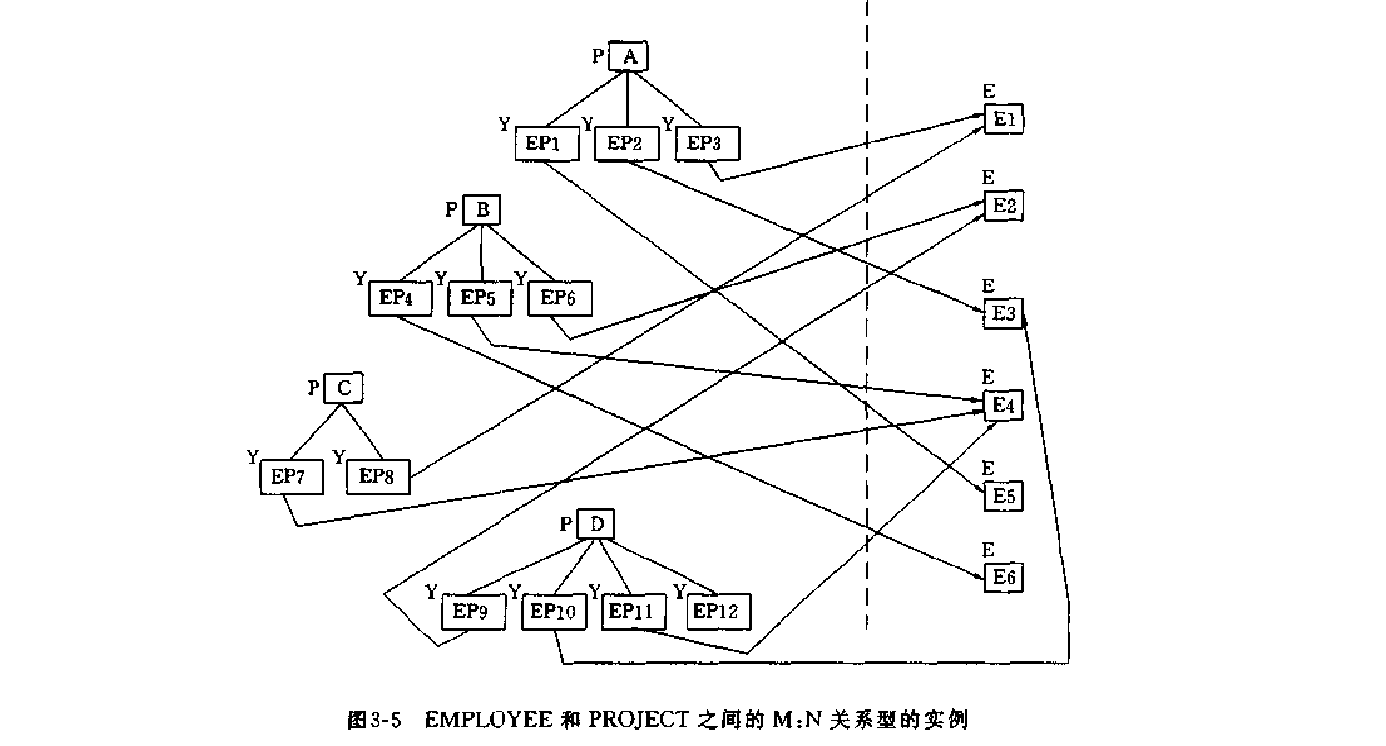 P A
E
E1
Y EP1 Y EP2 Y EP3
E
E2
P B
Y EP4 Y EP5 Y EP6
E
E3
P C
E
E4
Y EP7 Y EP8
E
E5
P D
E
E6
Y EP9 Y EP10 Y EP11 Y EP12
图3-5 EMPLOYEE 和 PROJECT 之间的 M:N 关系型的实例